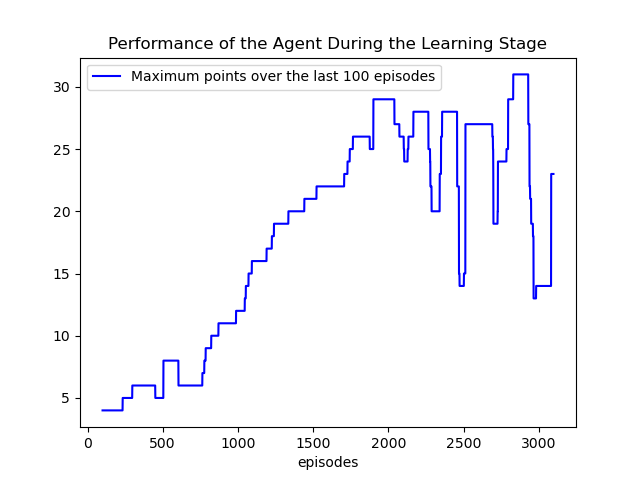 Performance of the Agent During the Learning Stage
Maximum points over the last 100 episodes
30
25
20
15
10
5
0 500 1000 1500 2000 2500 3000
episodes